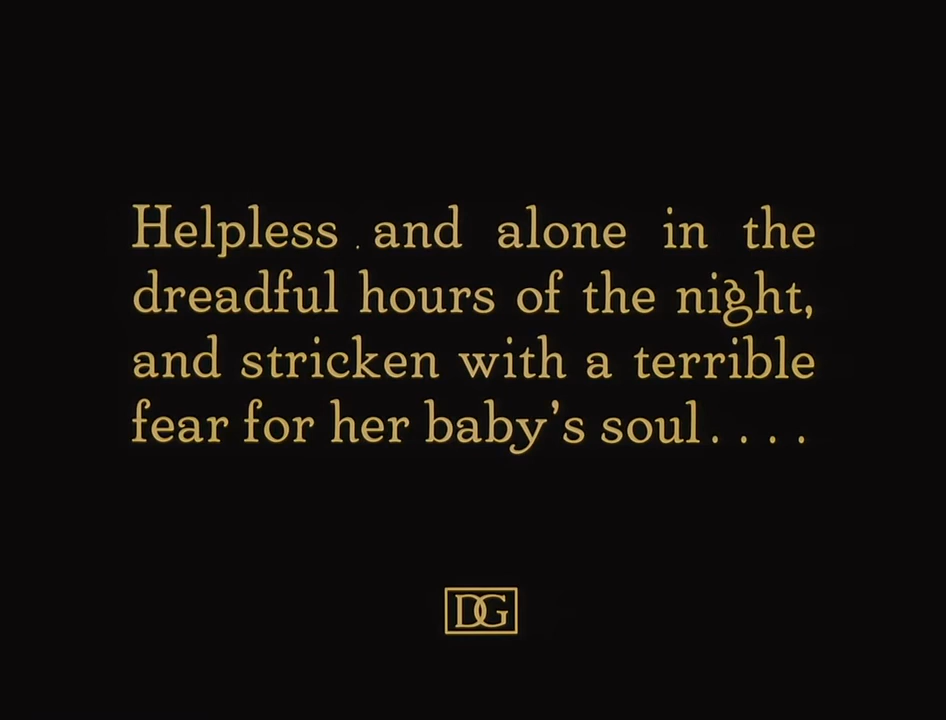 Helpless and alone in the
dreadful hours of the night,
and stricken with a terrible
fear for her baby's soul....
DG